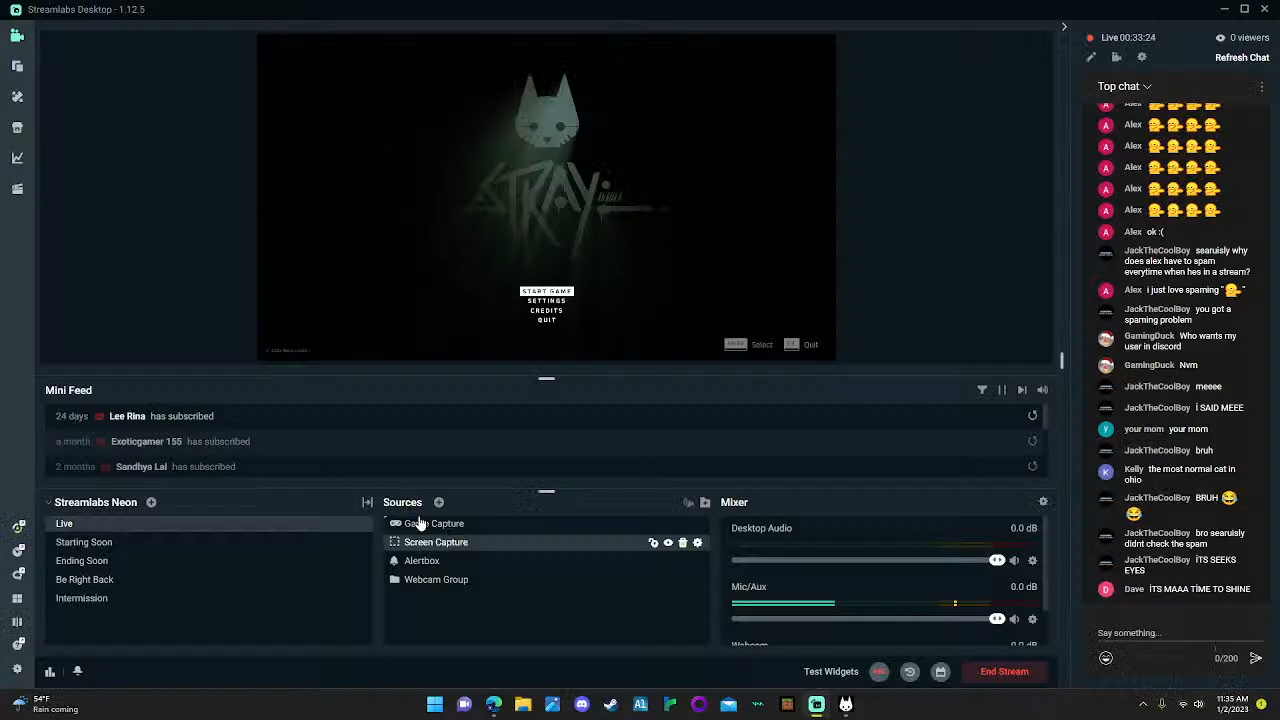 Streamlabs Desktop - 1.12.5
Live 00:33:24
0 viewers
Refresh Chat
Top chat
STRAY
START GAME
SETTINGS
CREDITS
QUIT
Select
Quit
Alex
Alex
Alex
Alex
Alex
Alex
Alex ok :(
JackTheCoolBoy searuisly why
does alex have to spam
everytime when hes in a stream?
Alex i just love spaming "🫡"
JackTheCoolBoy you got a
spaming problem
GamingDuck Who wants my
user in discord
GamingDuck Nvm
JackTheCoolBoy meeee
JackTheCoolBoy i SAID MEEE
your mom your mom
JackTheCoolBoy bruh
Kelly the most normal cat in
ohio
JackTheCoolBoy BRUH 😂
😂
JackTheCoolBoy bro searuisly
didnt check the spam
JackTheCoolBoy İTS SEEKS
EYES
Dave İTS MAAA TİME TO SHINE
Say something...
0/200
Mini Feed
24 days Lee Rina has subscribed
a month Exoticgamer 155 has subscribed
2 months Sandhya Lal has subscribed
Streamlabs Neon
Live
Starting Soon
Ending Soon
Be Right Back
Intermission
Sources
Game Capture
Screen Capture
Alertbox
Webcam Group
Mixer
Desktop Audio 0.0 dB
Mic/Aux 0.0 dB
Test Widgets
REC
End Stream
54°F
Rain coming
11:35 AM
1/2/2023